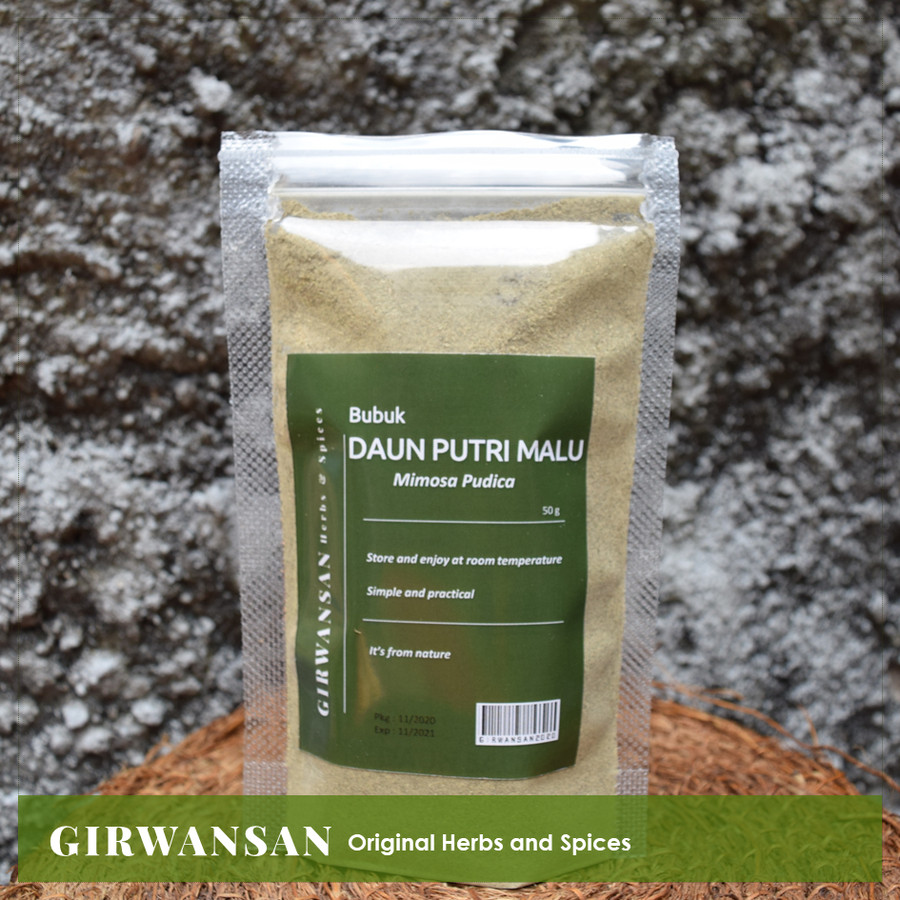 Bubuk
DAUN PUTRI MALU
Mimosa Pudica
50 g
Store and enjoy at room temperature
Simple and practical
It's from nature
GIRWANSAN Herbs & Spices
Pkg : 11/2020
Exp : 11/2021
GIRWANSAN2020
GIRWANSAN Original Herbs and Spices